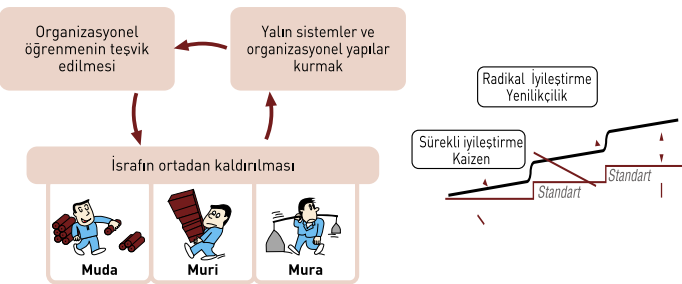 Organizasyonel
öğrenmenin teşvik
edilmesi
Yalın sistemler ve
organizasyonel yapılar
kurmak
İsrafın ortadan kaldırılması
Muda
Muri
Mura
Radikal İyileştirme
Yenilikçilik
Sürekli iyileştirme
Kaizen
Standart
Standart